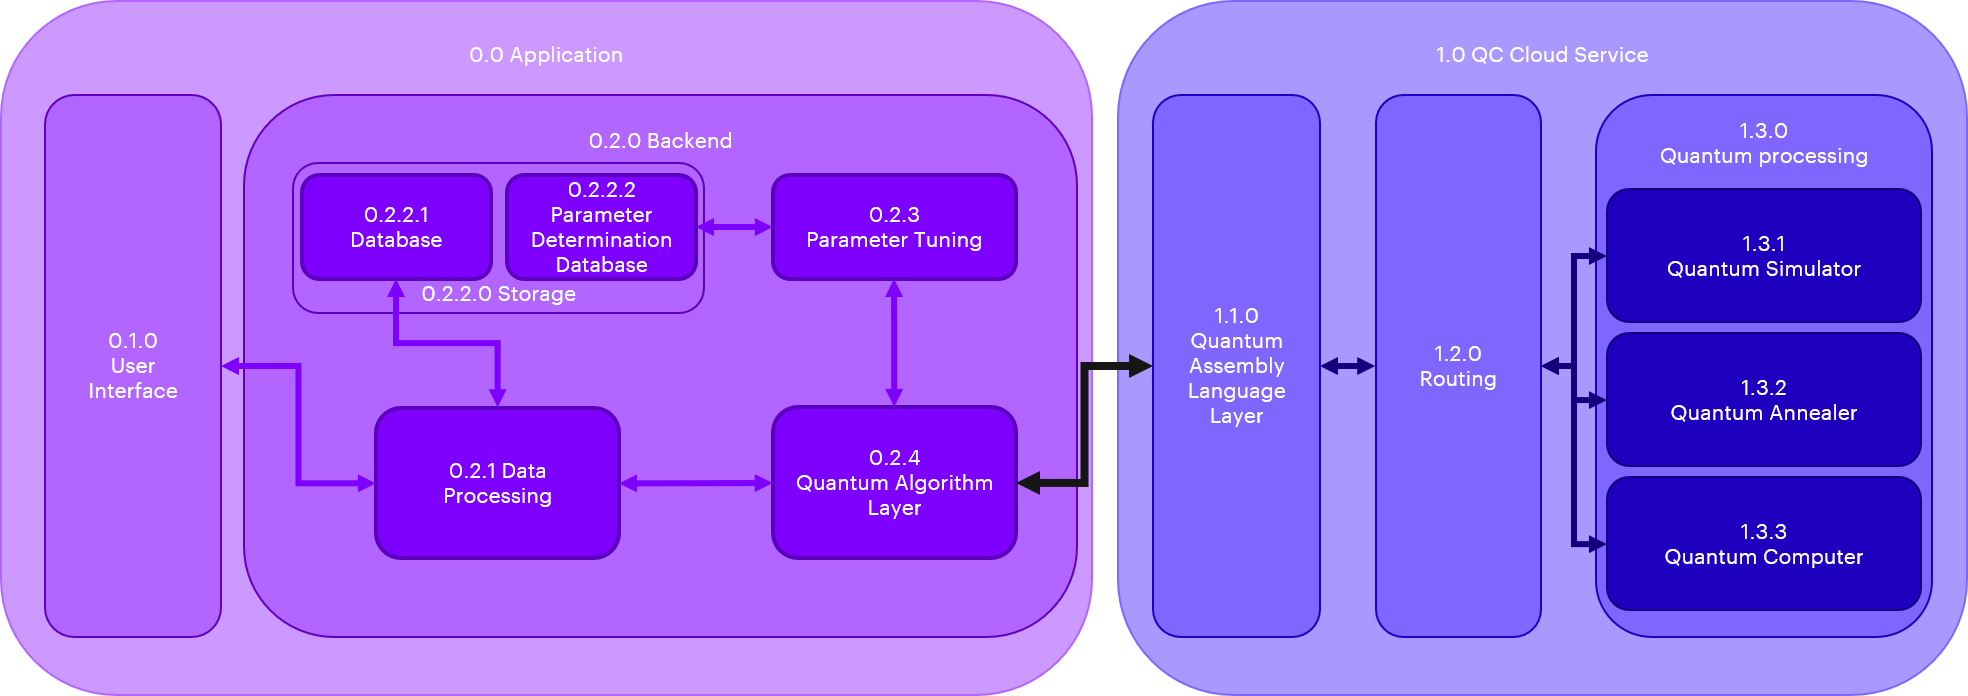 0.0 Application
0.1.0
User
Interface
0.2.0 Backend
0.2.2.1
Database
0.2.2.2
Parameter
Determination
Database
0.2.2.0 Storage
0.2.3
Parameter Tuning
0.2.1 Data
Processing
0.2.4
Quantum Algorithm
Layer
1.0 QC Cloud Service
1.1.0
Quantum
Assembly
Language
Layer
1.2.0
Routing
1.3.0
Quantum processing
1.3.1
Quantum Simulator
1.3.2
Quantum Annealer
1.3.3
Quantum Computer